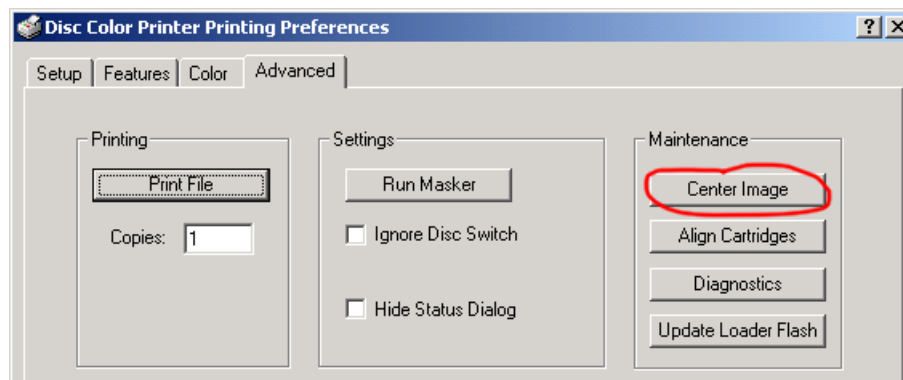 Disc Color Printer Printing Preferences
Setup Features Color Advanced
Printing
Print File
Copies: 1
Settings
Run Masker
Ignore Disc Switch
Hide Status Dialog
Maintenance
Center Image
Align Cartridges
Diagnostics
Update Loader Flash